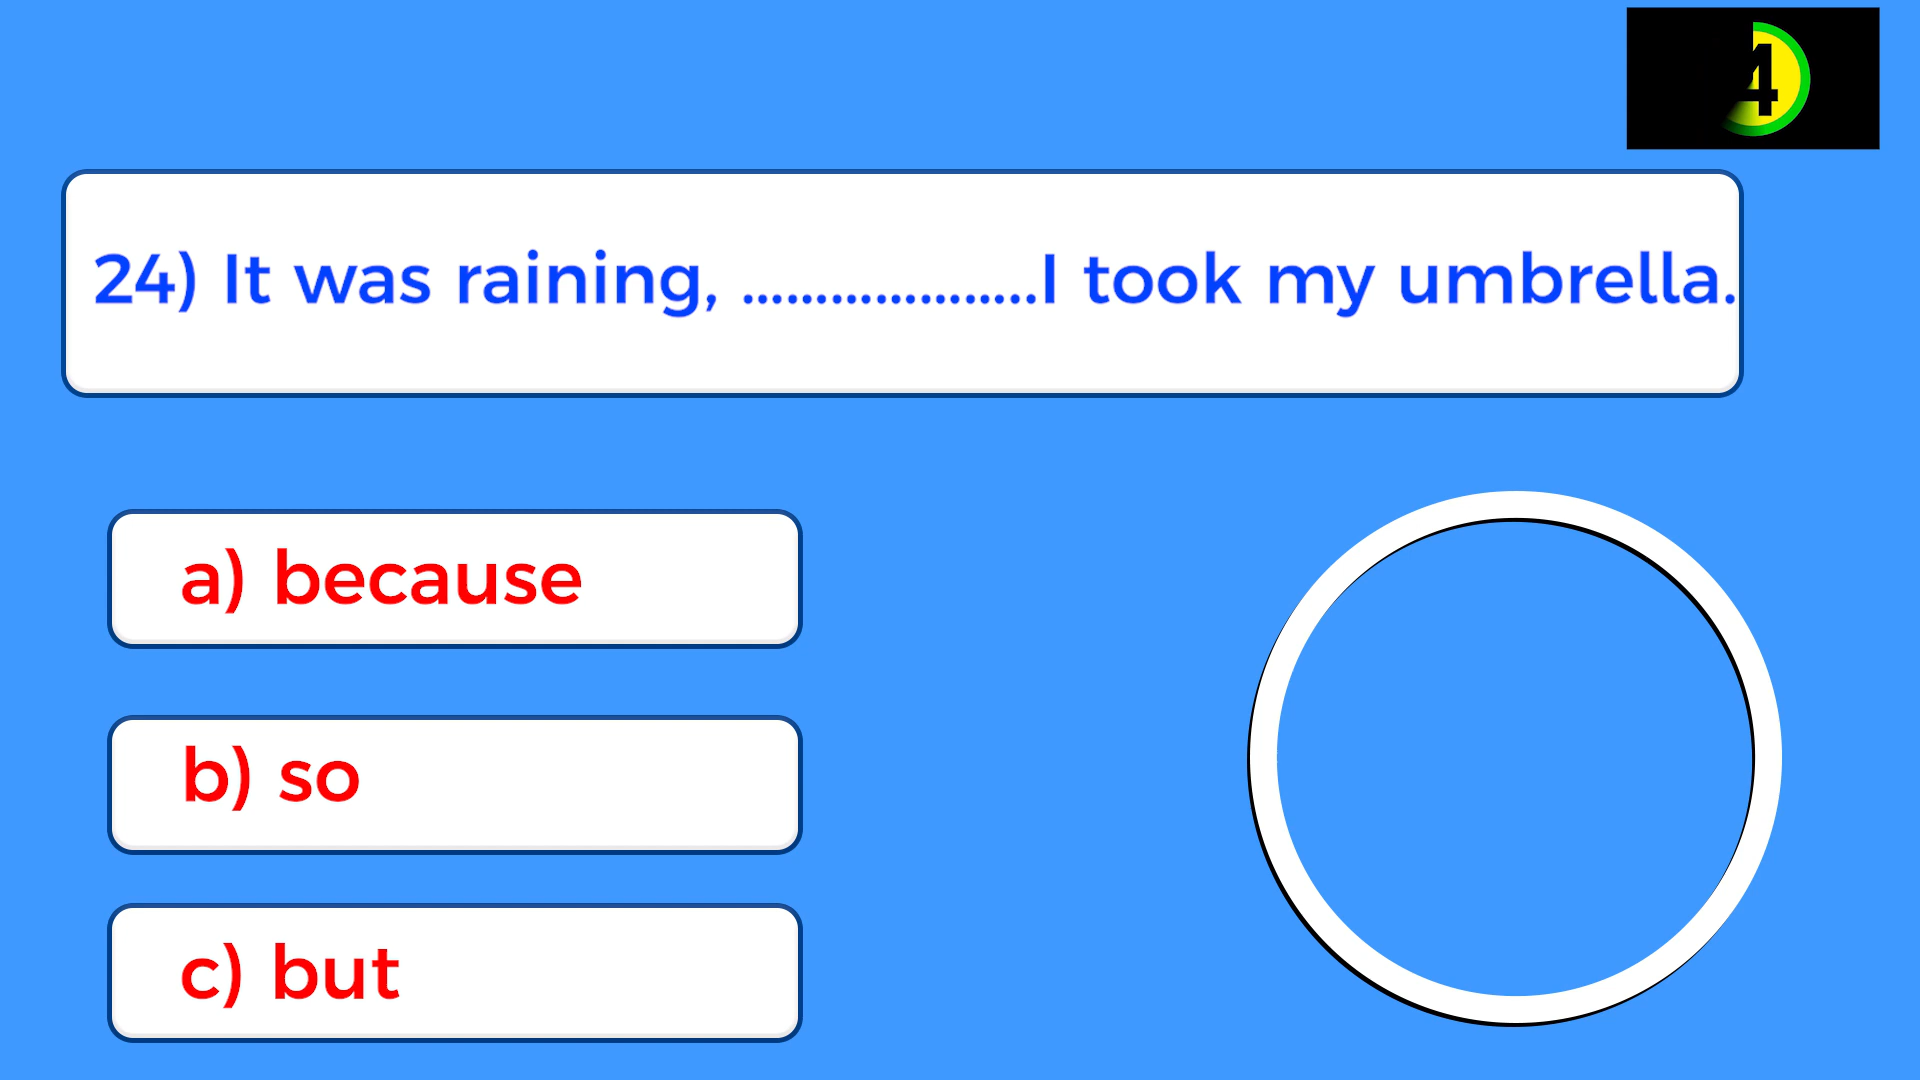 4
24) It was raining, ....................I took my umbrella.
a) because
b) so
c) but